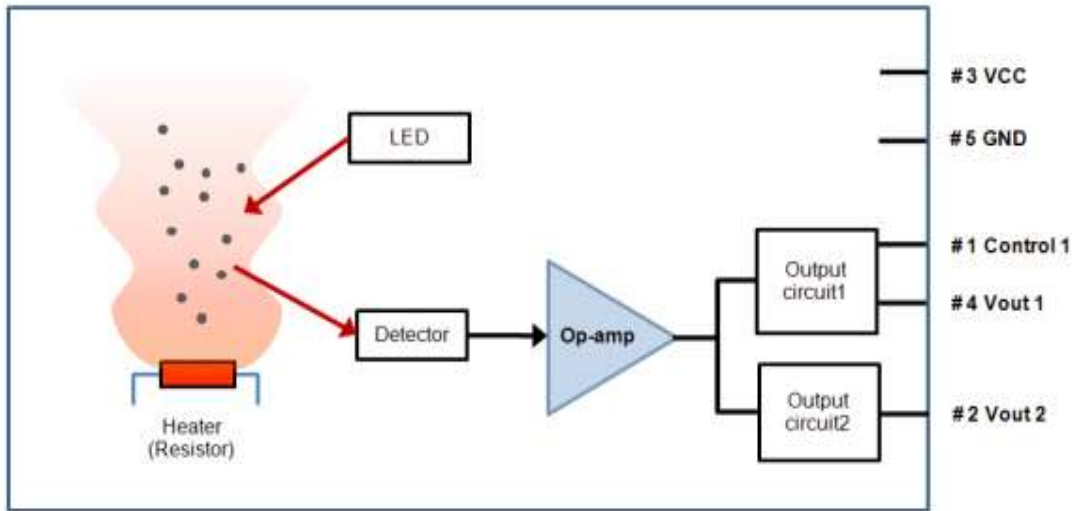 #3 VCC
LED
#5 GND
#1 Control 1
Output
circuit1
#4 Vout 1
Detector
Op-amp
Output
circuit2
#2 Vout 2
Heater
(Resistor)